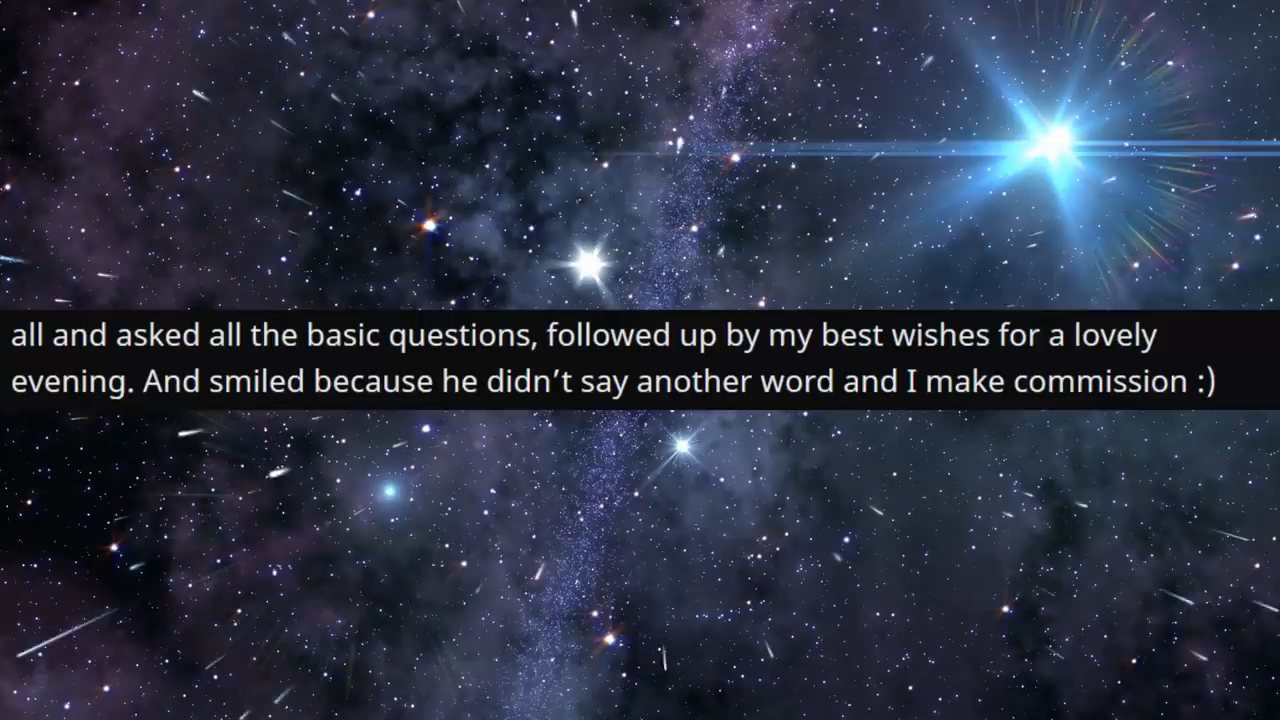 all and asked all the basic questions, followed up by my best wishes for a lovely
evening. And smiled because he didn’t say another word and I make commission :)